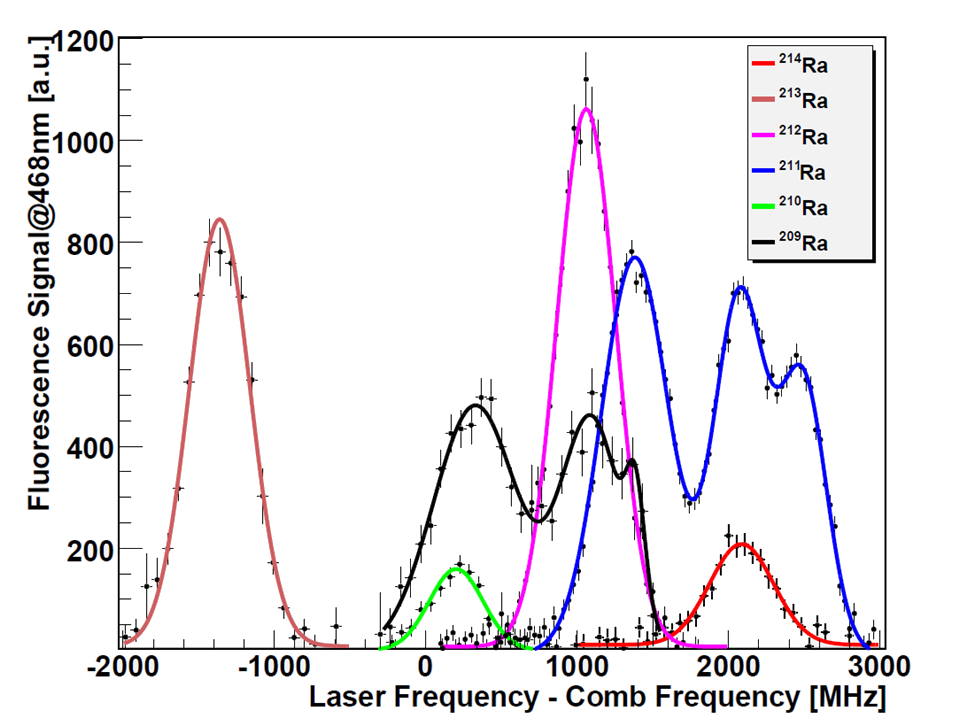 Fluorescence Signal@468nm [a.u.]
1200
1000
800
600
400
200
-2000 -1000 0 1000 2000 3000
Laser Frequency - Comb Frequency [MHz]
²¹⁴Ra
²¹³Ra
²¹²Ra
²¹¹Ra
²¹⁰Ra
²⁰⁹Ra